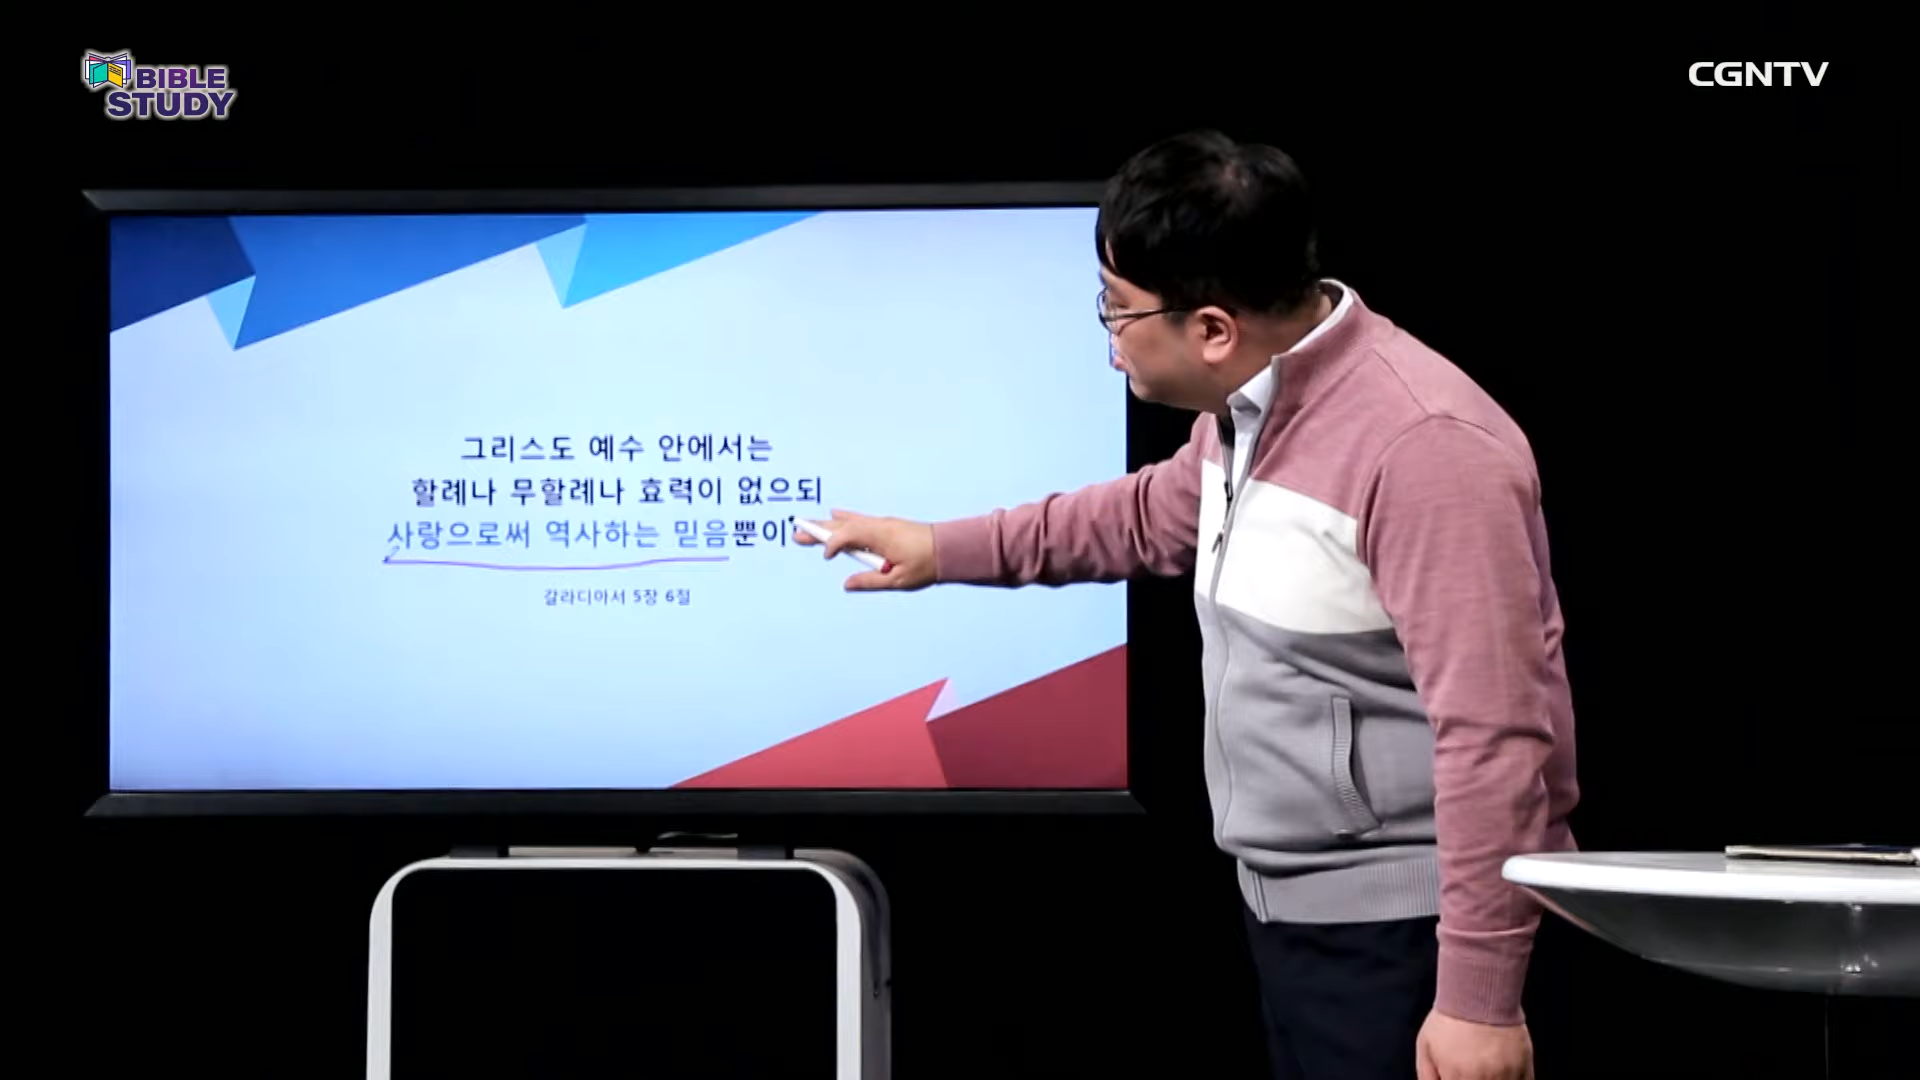 BIBLE
STUDY
CGNTV
그리스도 예수 안에서는
할례나 무할례나 효력이 없으되
사랑으로써 역사하는 믿음뿐이
갈라디아서 5장 6절